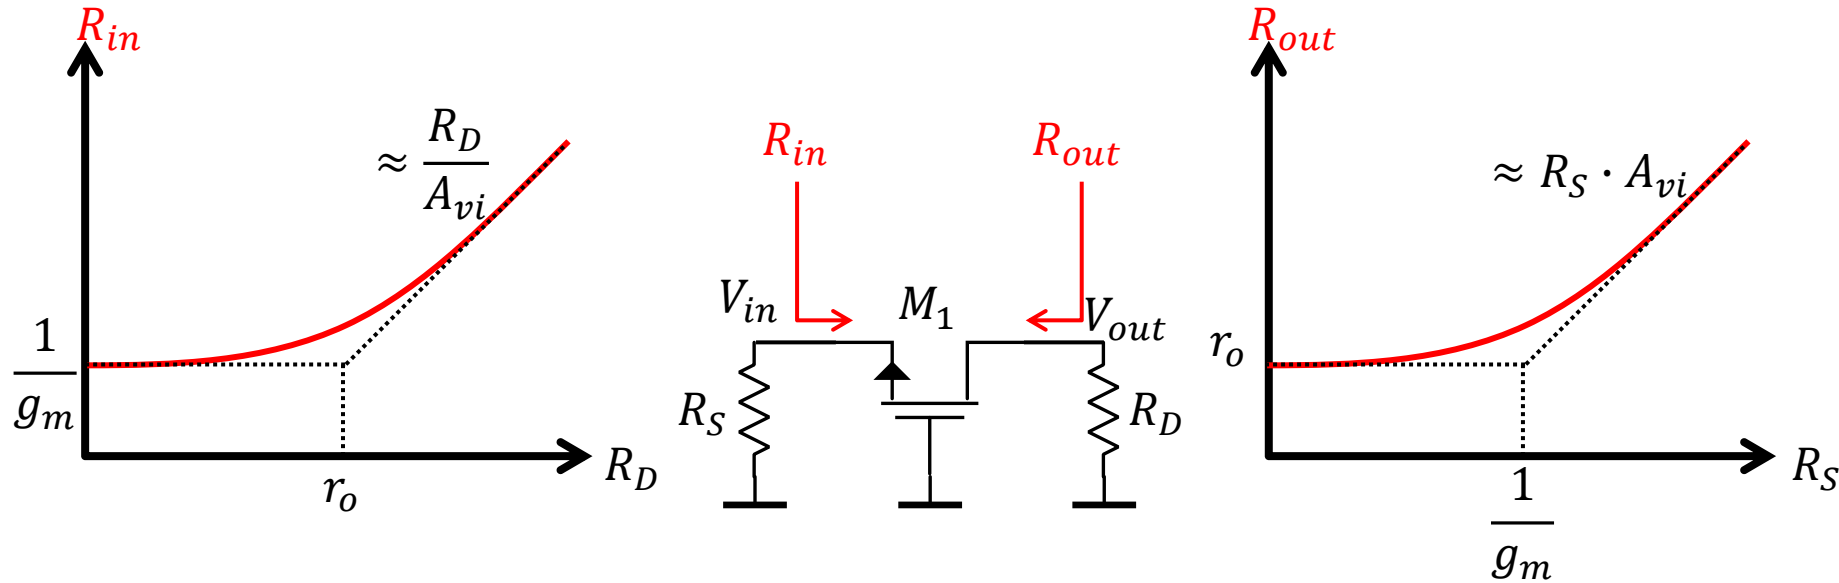 R_in
≈ R_D / A_vi
1 / g_m
r_o
R_D
R_in
R_out
V_in
M_1
V_out
R_S
R_D
R_out
≈ R_S · A_vi
r_o
1 / g_m
R_S